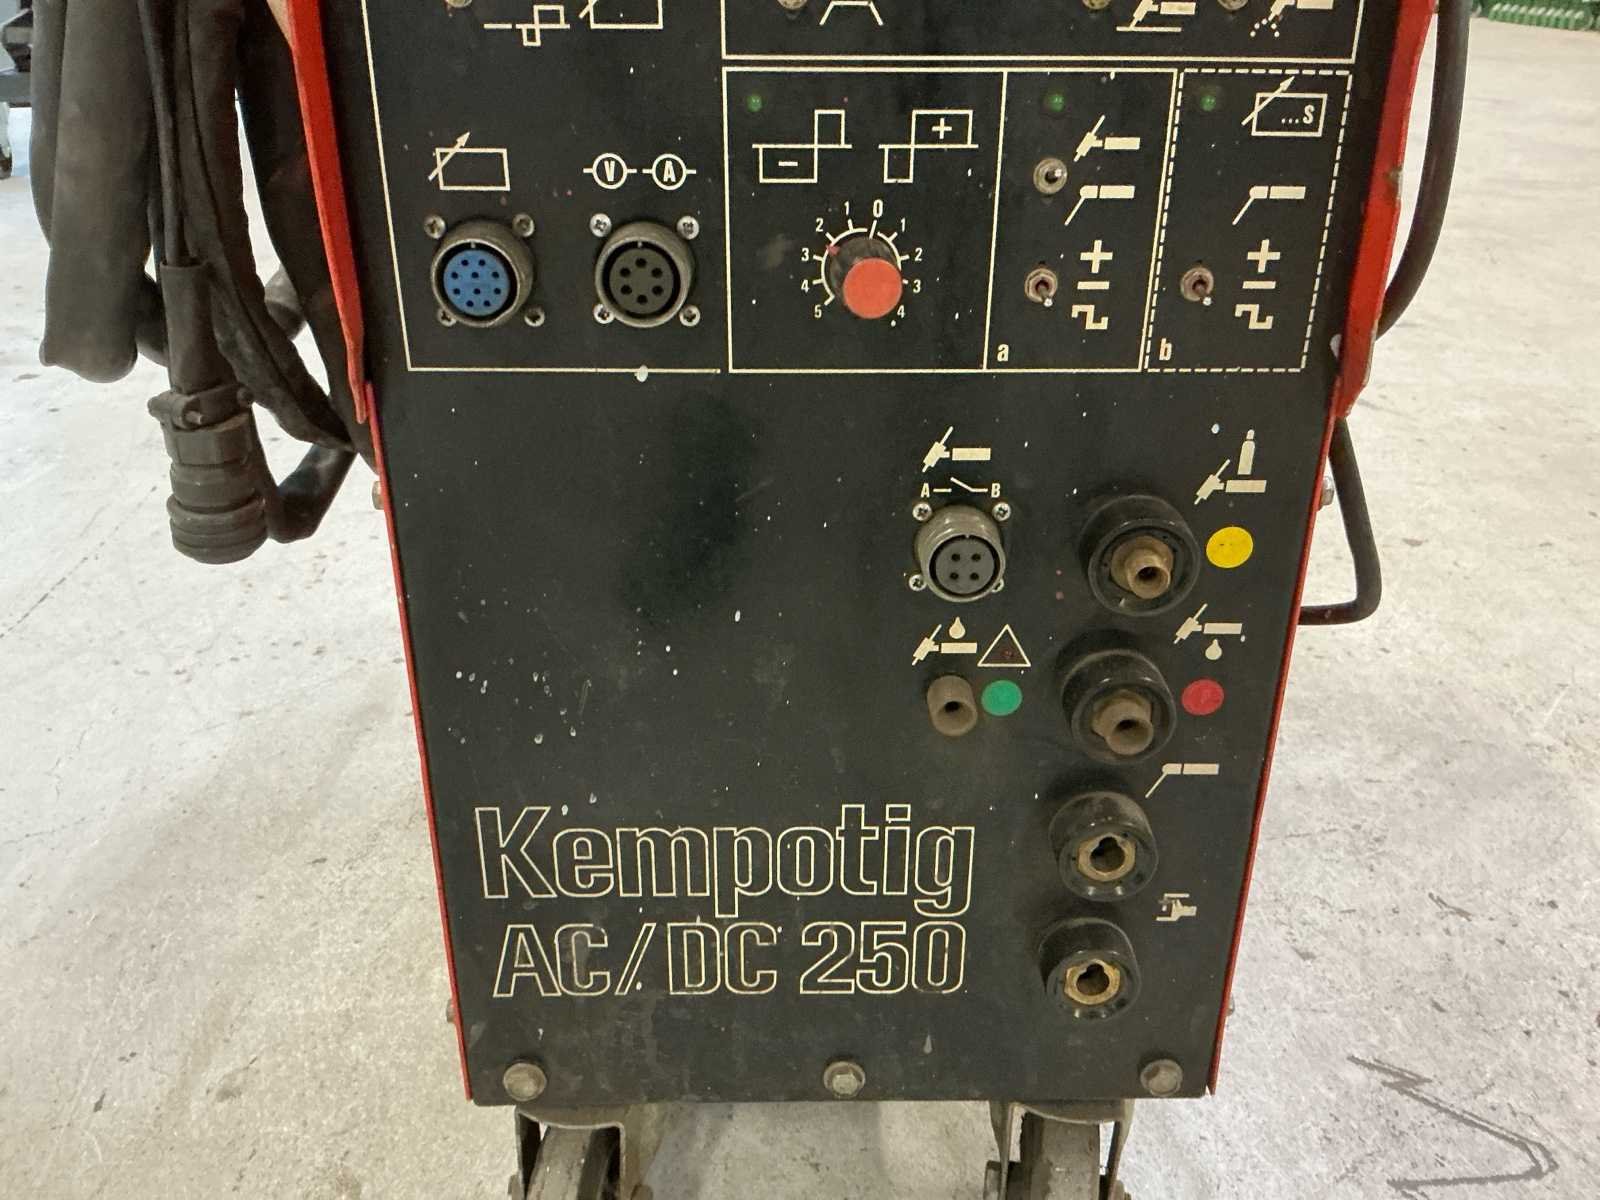 ...S
− +
V A
0
1 1
2 2
3 3
4 4
5
+
+
a b
A B
Kempotig
AC/DC 250